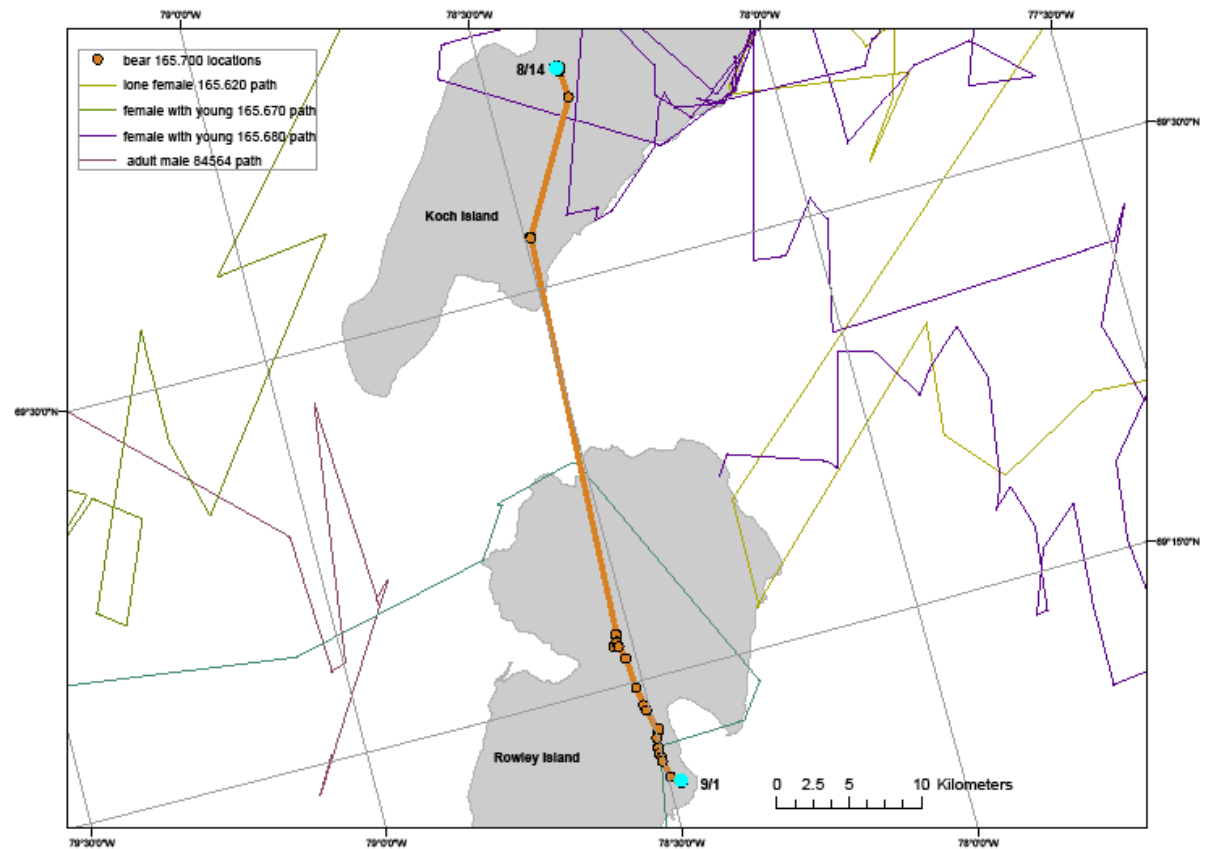 79°0'0"W 78°30'0"W 78°0'0"W 77°30'0"W
bear 165.700 locations
lone female 165.620 path
female with young 165.670 path
female with young 165.680 path
adult male 84564 path
8/14
69°30'0"N
Koch Island
69°30'0"N
69°15'0"N
Rowley Island
9/1
0 2.5 5 10 Kilometers
79°30'0"W 79°0'0"W 78°30'0"W 78°0'0"W